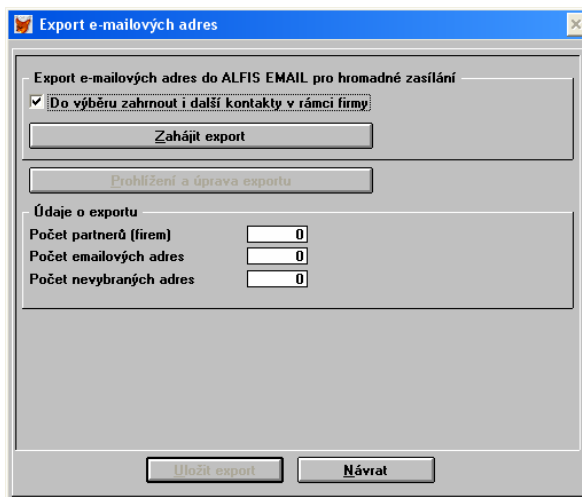 Export e-mailových adres
Export e-mailových adres do ALFIS EMAIL pro hromadné zasílání
Do výběru zahrnout i další kontakty v rámci firmy
Zahájit export
Prohlížení a úprava exportu
Údaje o exportu
Počet partnerů (firem) 0
Počet emailových adres 0
Počet nevybraných adres 0
Uložit export Návrat